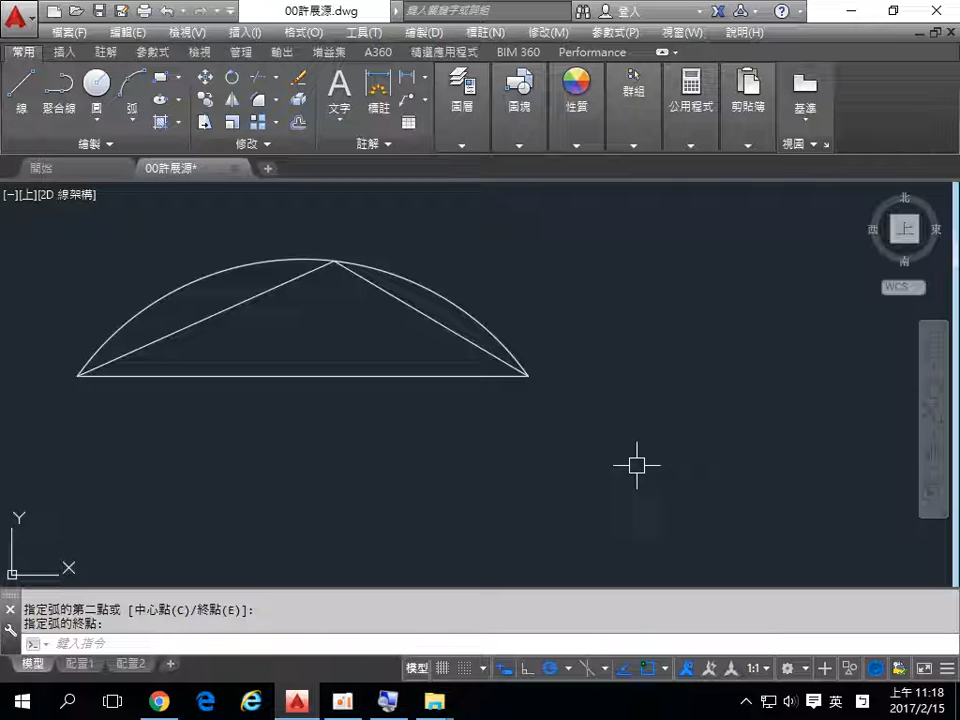 00許展源.dwg
鍵入關鍵字或詞組
登入
檔案(F) 編輯(E) 檢視(V) 插入(I) 格式(O) 工具(T) 繪製(D) 標註(N) 修改(M) 參數式(P) 視窗(W) 說明(H)
常用 插入 註解 參數式 檢視 管理 輸出 增益集 A360 精選應用程式 BIM 360 Performance
線 聚合線 圓 弧 文字 標註 圖層 圖塊 性質 群組 公用程式 剪貼簿 基準
繪製 修改 註解 視圖
開始 00許展源*
[−][上][2D 線架構]
北
西 上 東
南
WCS
Y
X
指定弧的第二點或 [中心點(C)/終點(E)]:
指定弧的終點:
鍵入指令
模型 配置1 配置2
模型 1:1
英
上午 11:18
2017/2/15